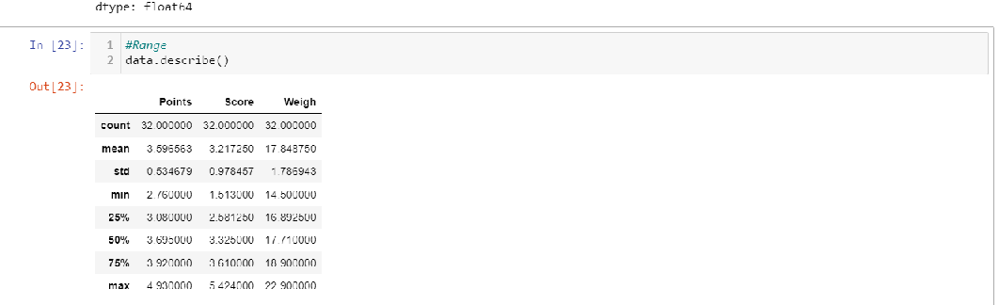 dtype: float64
In [23]: 1 #Range
2 data.describe()
Out[23]:
Points Score Weigh
count 32.000000 32.000000 32.000000
mean 3.596563 3.217250 17.848750
std 0.534679 0.978457 1.786943
min 2.760000 1.513000 14.500000
25% 3.080000 2.581250 16.892500
50% 3.695000 3.325000 17.710000
75% 3.920000 3.610000 18.900000
max 4.930000 5.424000 22.900000